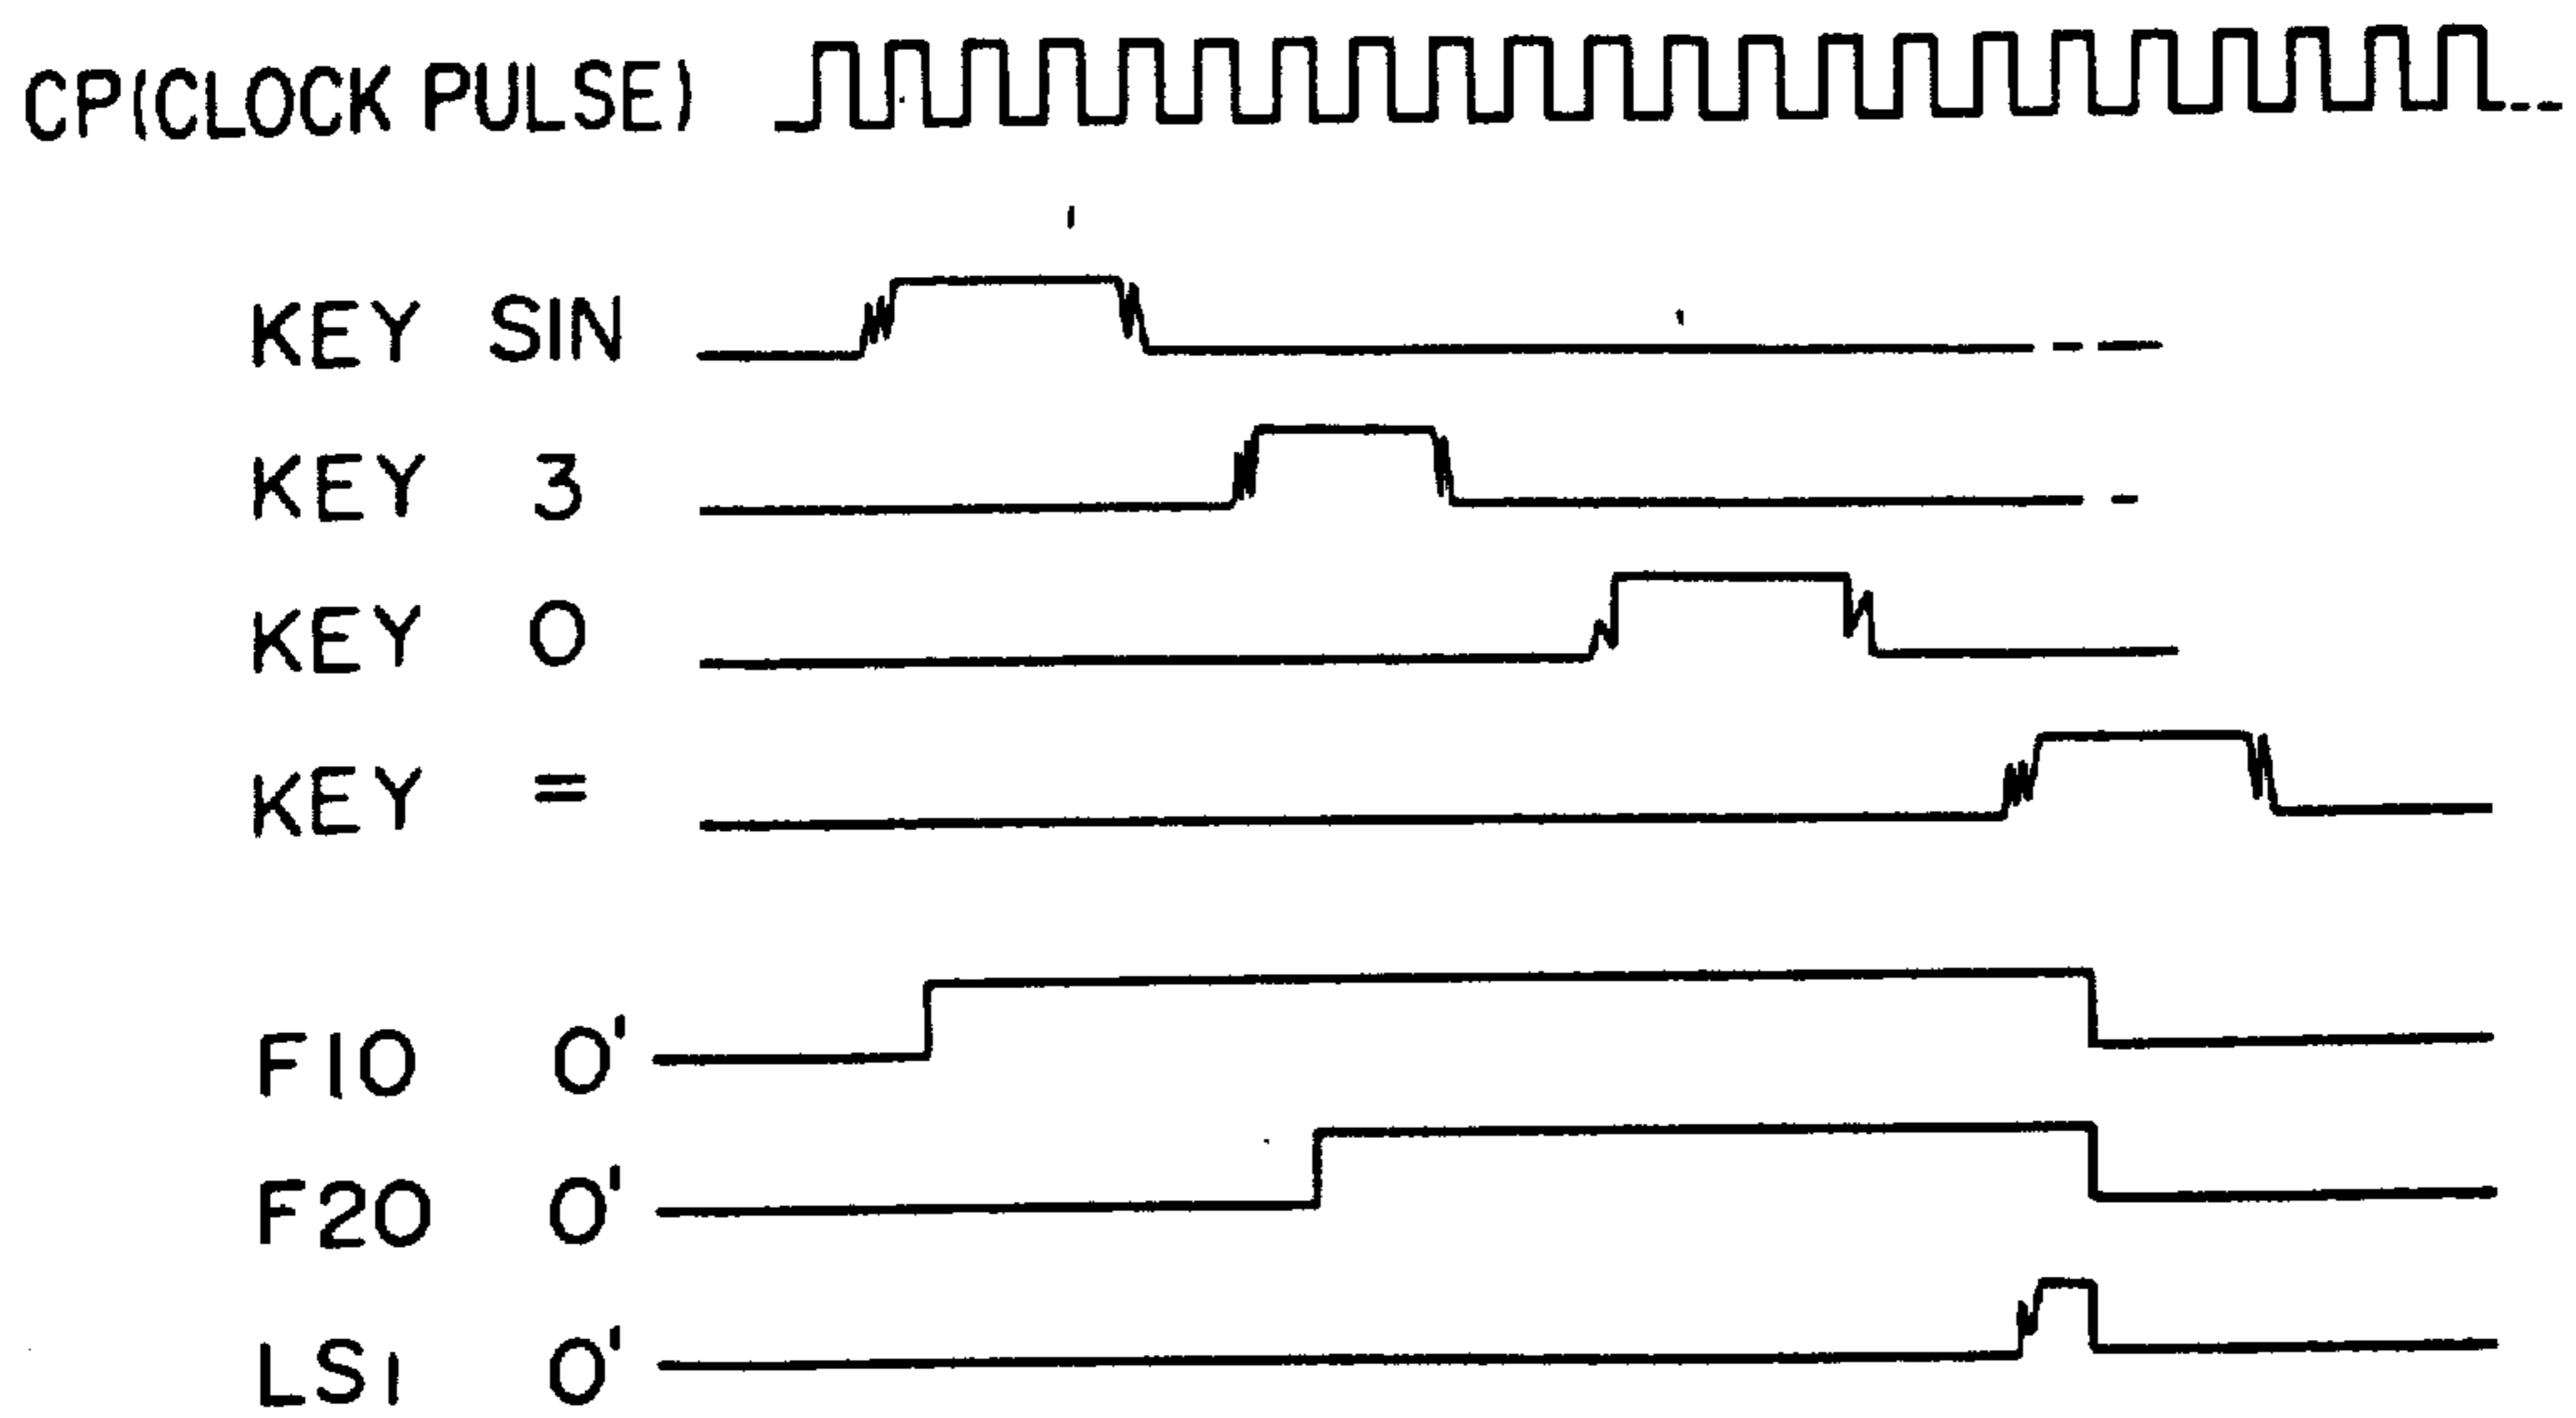 CP(CLOCK PULSE)
KEY SIN
KEY 3
KEY 0
KEY =
F10 0'
F20 0'
LS1 0'